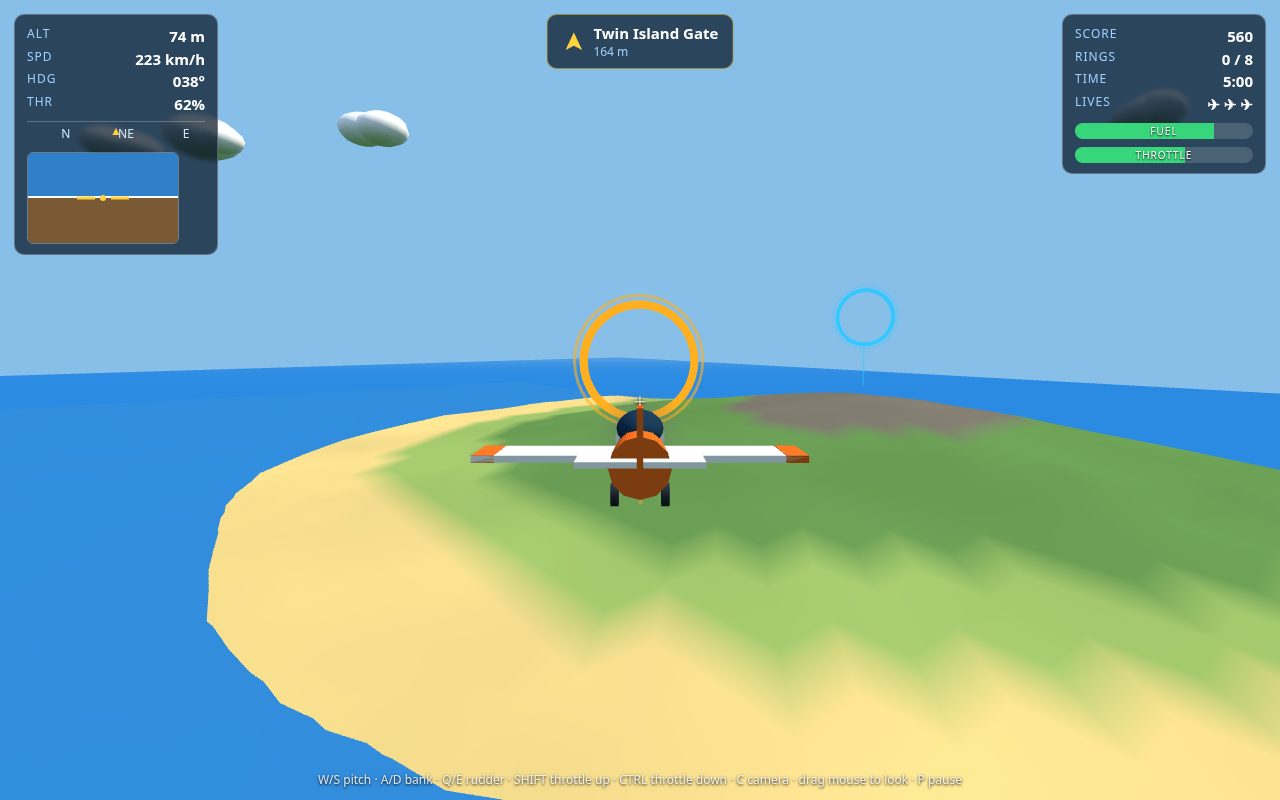 ALT 74 m
SPD 223 km/h
HDG 038°
THR 62%
N NE E
Twin Island Gate
164 m
SCORE 560
RINGS 0 / 8
TIME 5:00
LIVES ✈ ✈ ✈
FUEL
THROTTLE
W/S pitch · A/D bank · Q/E rudder · SHIFT throttle up · CTRL throttle down · C camera · drag mouse to look · P pause